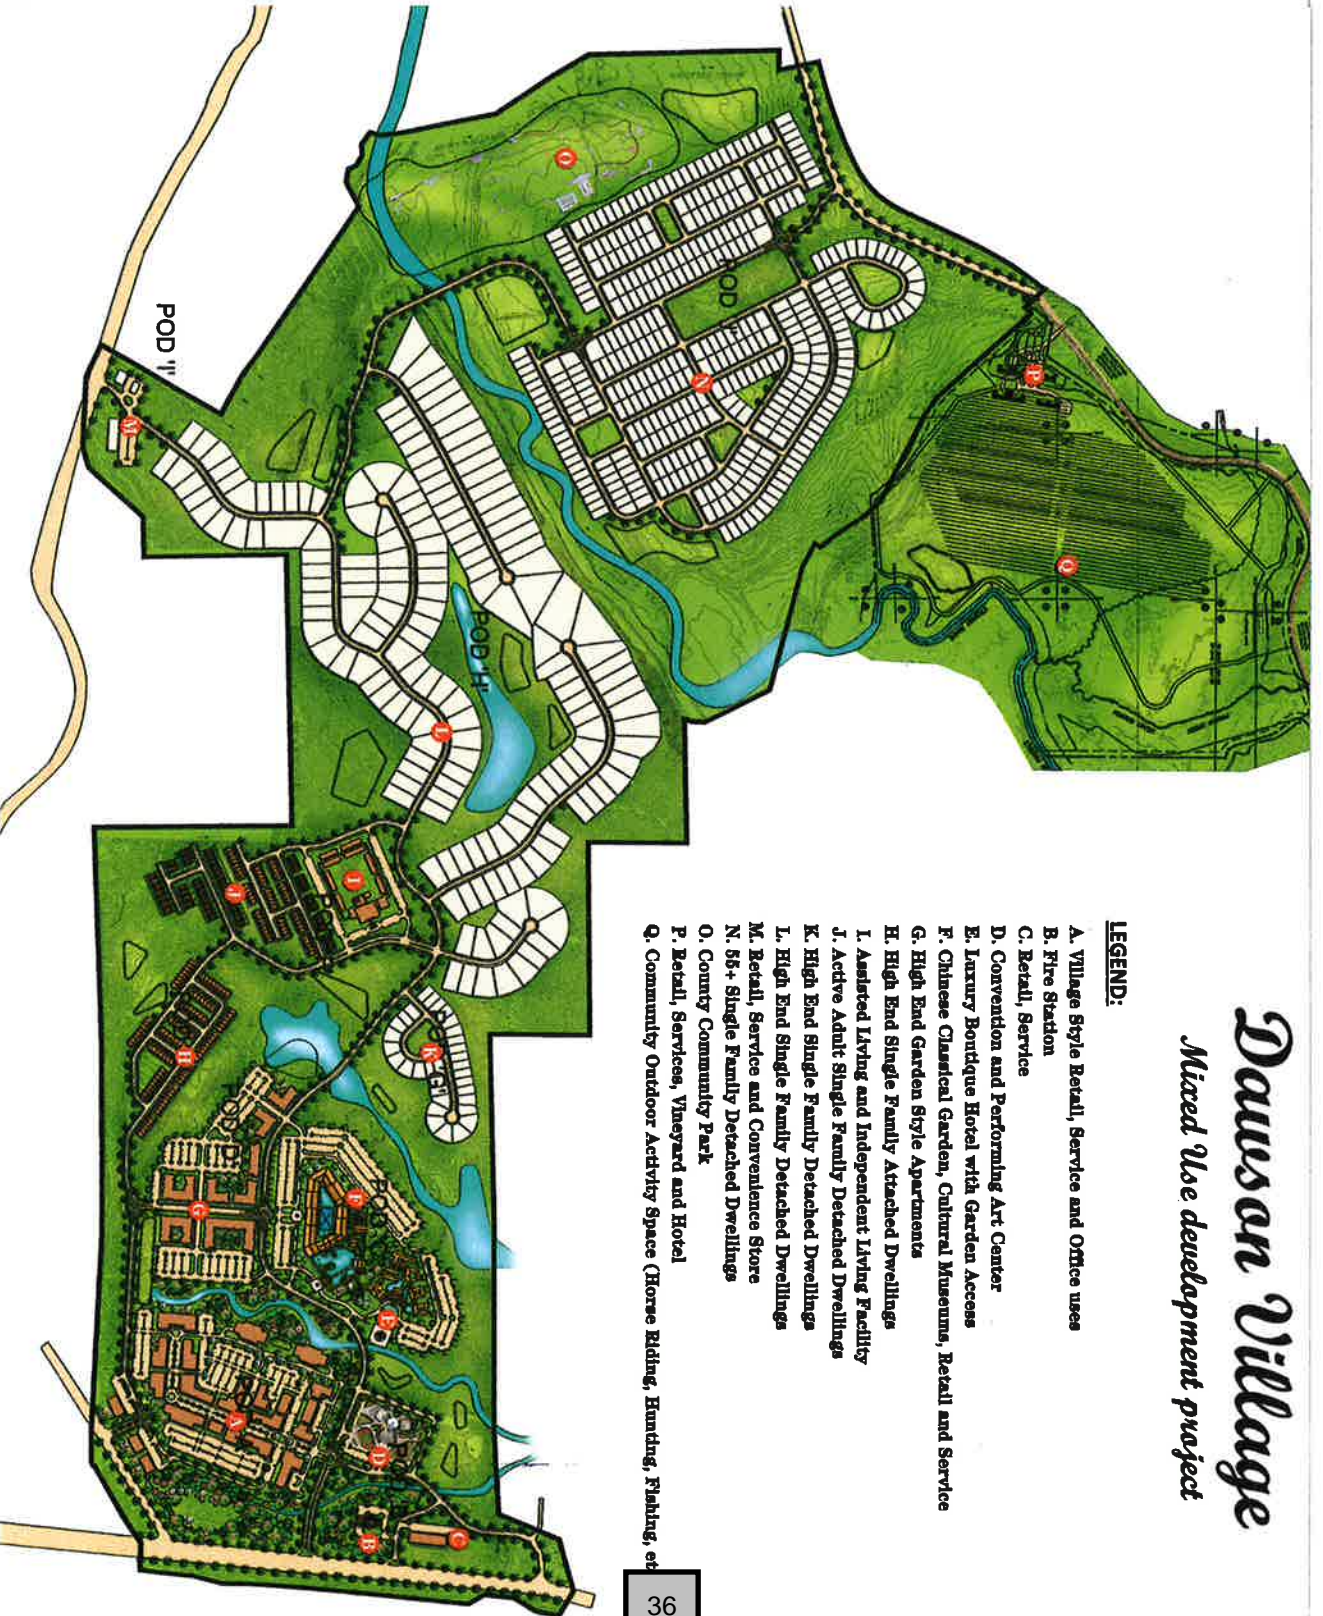 Dawson Village
Mixed Use development project
LEGEND:
A. Village Style Retail, Service and Office uses
B. Fire Station
C. Retail, Service
D. Convention and Performing Art Center
E. Luxury Boutique Hotel with Garden Access
F. Chinese Classical Garden, Cultural Museums, Retail and Service
G. High End Garden Style Apartments
H. High End Single Family Attached Dwellings
I. Assisted Living and Independent Living Facility
J. Active Adult Single Family Detached Dwellings
K. High End Single Family Detached Dwellings
L. High End Single Family Detached Dwellings
M. Retail, Service and Convenience Store
N. 55+ Single Family Detached Dwellings
O. County Community Park
P. Retail, Services, Vineyard and Hotel
Q. Community Outdoor Activity Space (Horse Riding, Hunting, Fishing, et
POD "I"
POD "H"
O
N
P
Q
M
L
I
J
K
H
G
F
E
A
D
B
C
36